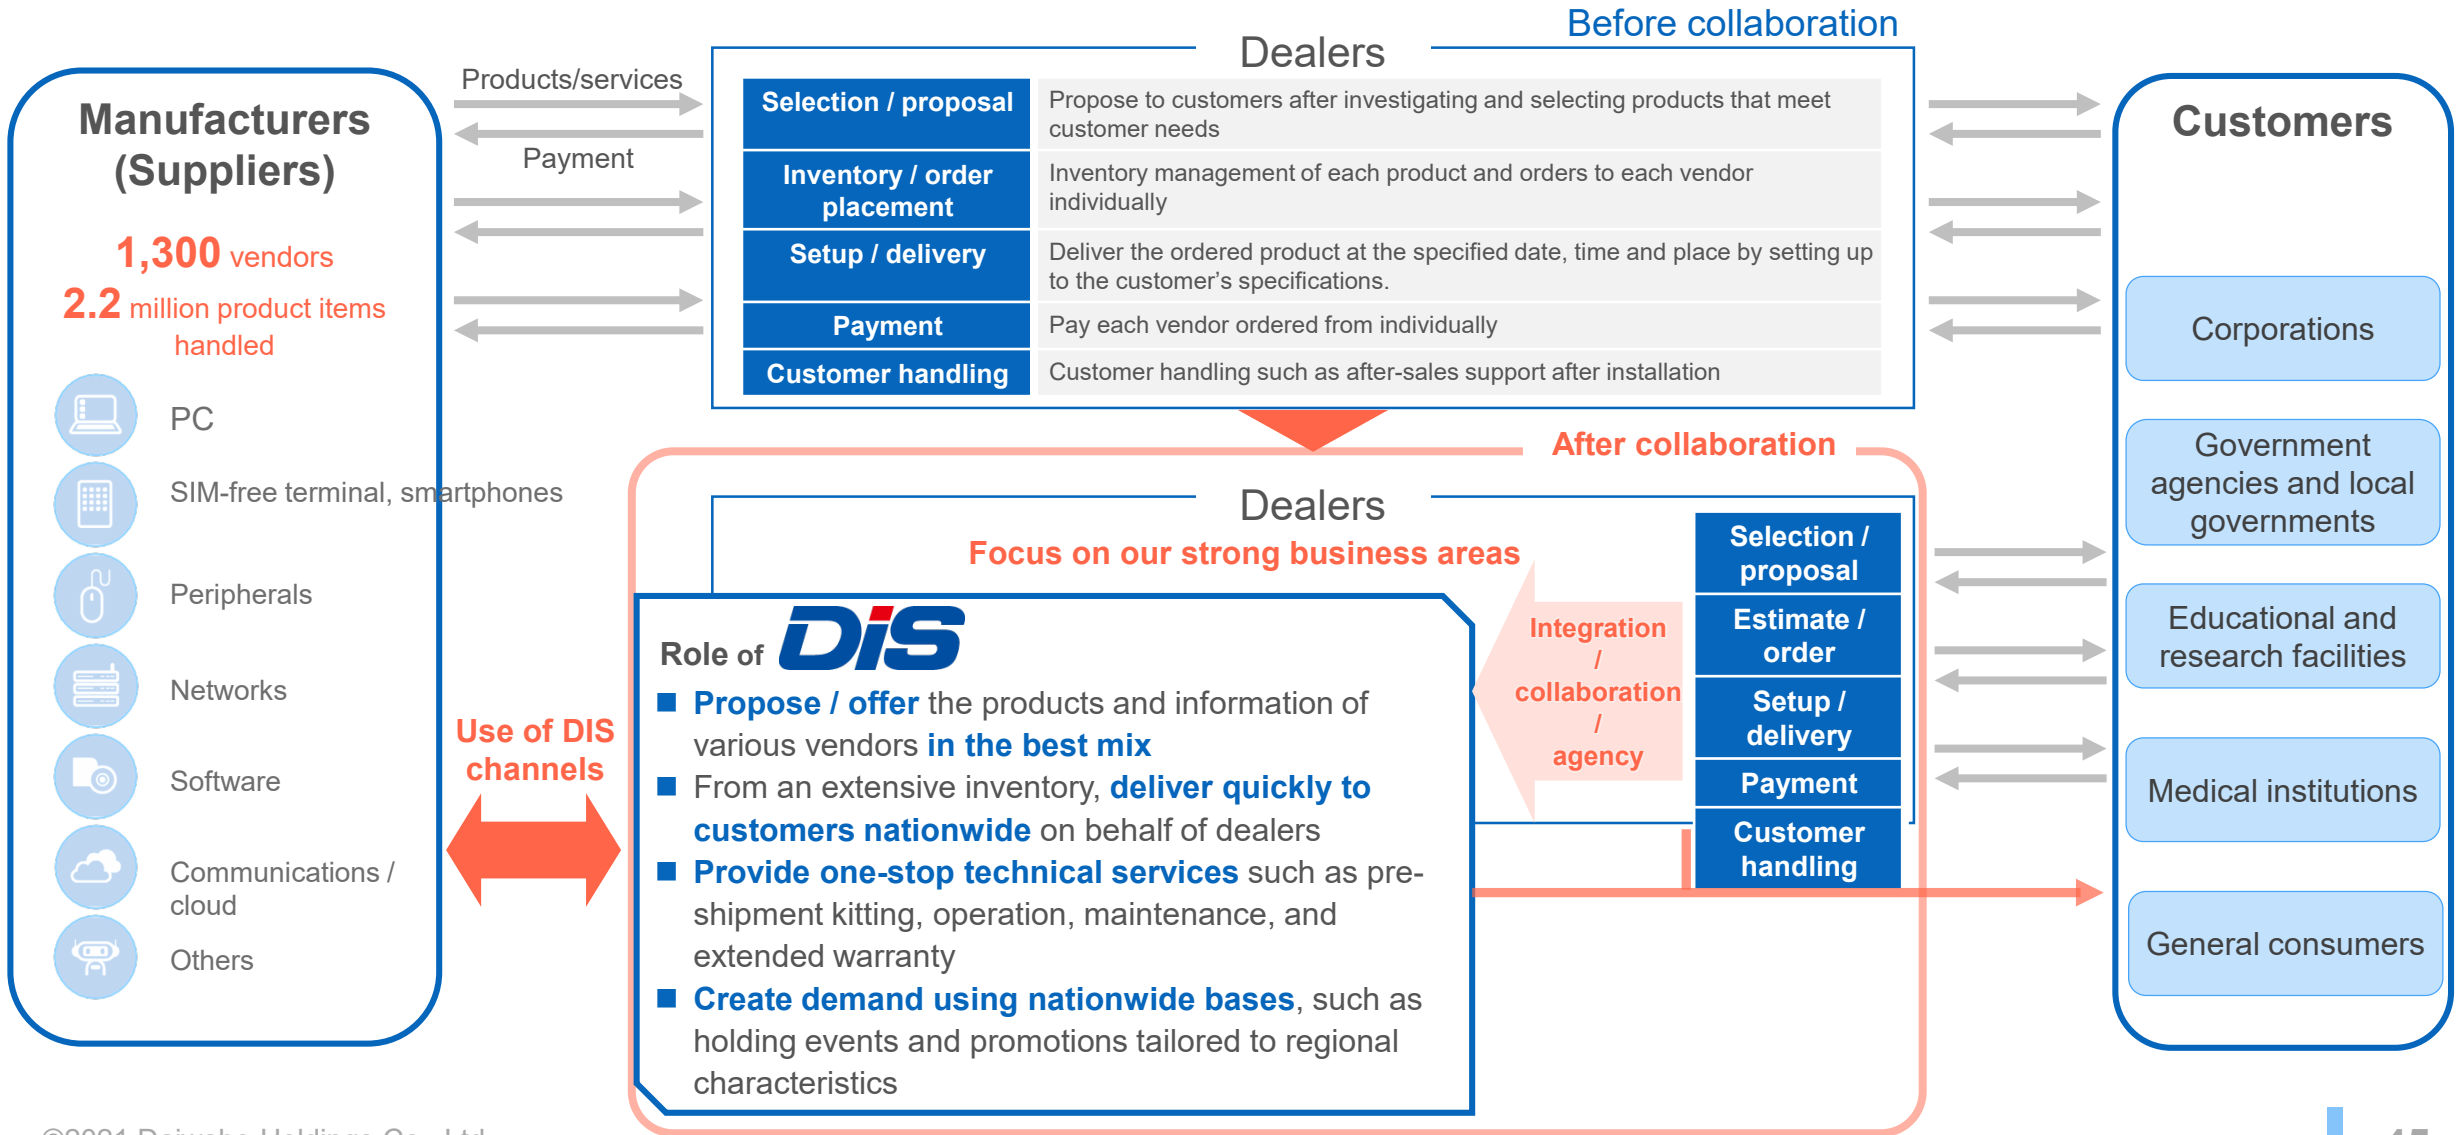 Before collaboration
Manufacturers
(Suppliers)
1,300 vendors
2.2 million product items
handled
PC
SIM-free terminal, smartphones
Peripherals
Networks
Software
Communications /
cloud
Others
Products/services
Payment
Dealers
Selection / proposal
Propose to customers after investigating and selecting products that meet
customer needs
Inventory / order
placement
Inventory management of each product and orders to each vendor
individually
Setup / delivery
Deliver the ordered product at the specified date, time and place by setting up
to the customer’s specifications.
Payment
Pay each vendor ordered from individually
Customer handling
Customer handling such as after-sales support after installation
After collaboration
Dealers
Focus on our strong business areas
Use of DIS
channels
Role of DiS
■ Propose / offer the products and information of
various vendors in the best mix
■ From an extensive inventory, deliver quickly to
customers nationwide on behalf of dealers
■ Provide one-stop technical services such as pre-
shipment kitting, operation, maintenance, and
extended warranty
■ Create demand using nationwide bases, such as
holding events and promotions tailored to regional
characteristics
Integration
/
collaboration
/
agency
Selection /
proposal
Estimate /
order
Setup /
delivery
Payment
Customer
handling
Customers
Corporations
Government
agencies and local
governments
Educational and
research facilities
Medical institutions
General consumers
©2021 Daiwabo Holdings Co., Ltd.